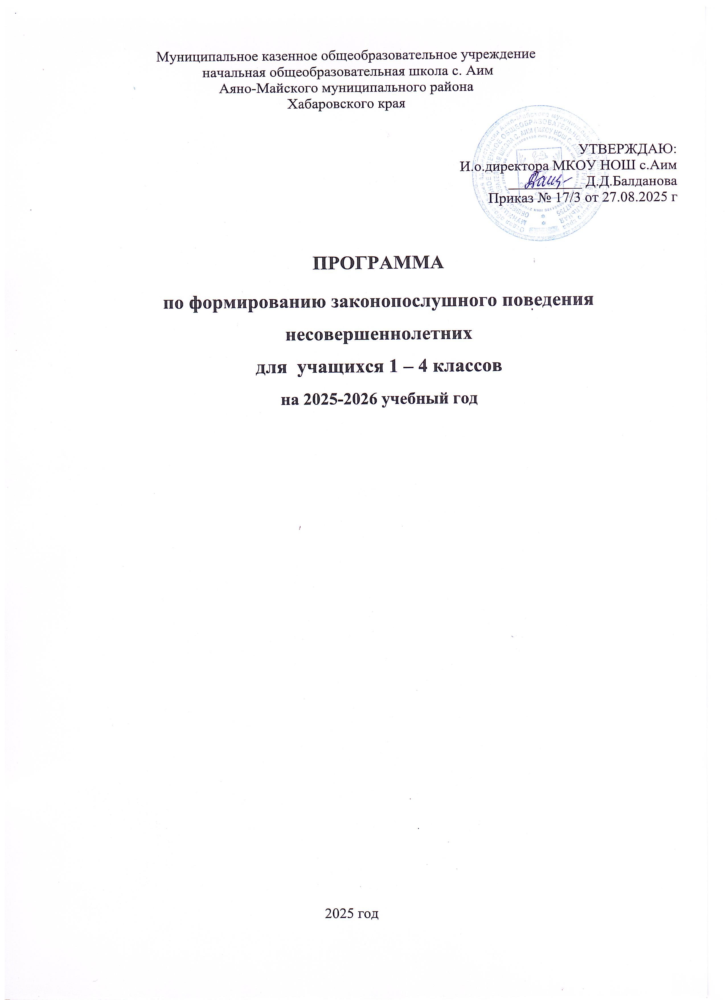 Муниципальное казенное общеобразовательное учреждение
начальная общеобразовательная школа с. Аим
Аяно-Майского муниципального района
Хабаровского края
УТВЕРЖДАЮ:
И.о.директора МКОУ НОШ с.Аим
Д.Д.Балданова
Приказ № 17/3 от 27.08.2025 г
ПРОГРАММА
по формированию законопослушного поведения
несовершеннолетних
для учащихся 1 – 4 классов
на 2025-2026 учебный год
2025 год